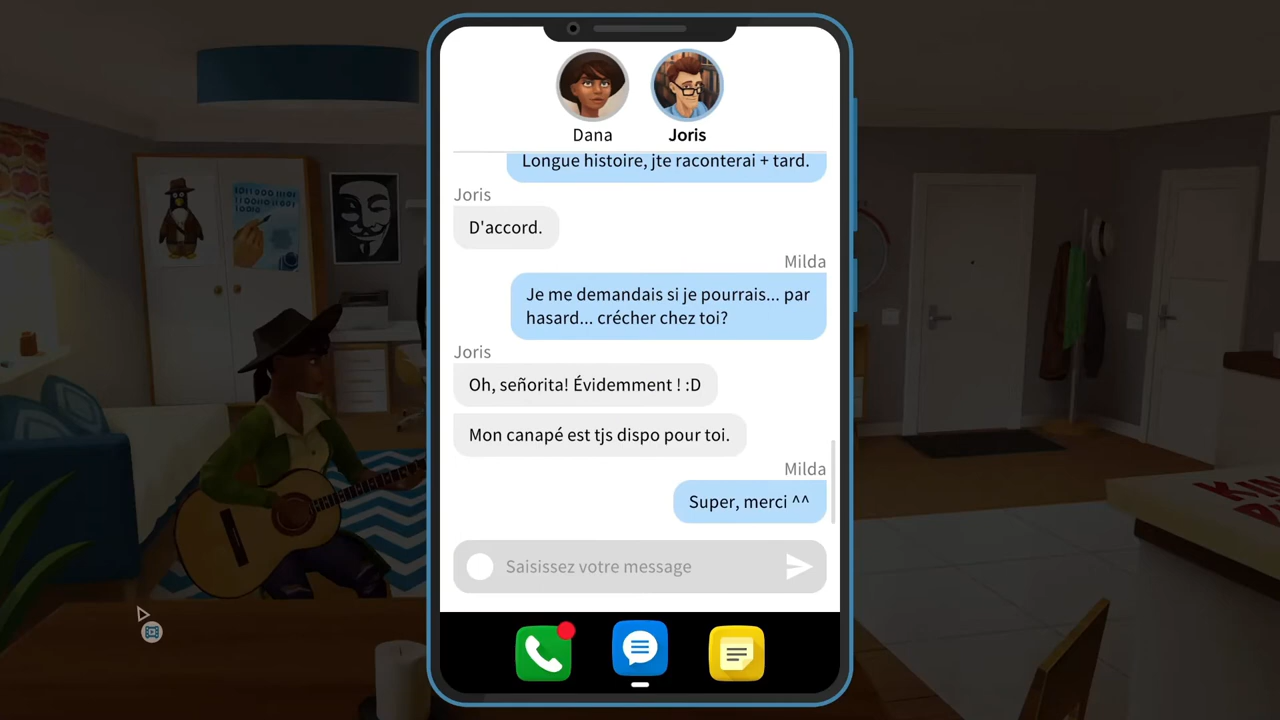 Dana
Joris
Longue histoire, jte raconterai + tard.
Joris
D'accord.
Milda
Je me demandais si je pourrais... par
hasard... crécher chez toi?
Joris
Oh, señorita! Évidemment ! :D
Mon canapé est tjs dispo pour toi.
Milda
Super, merci ^^
Saisissez votre message